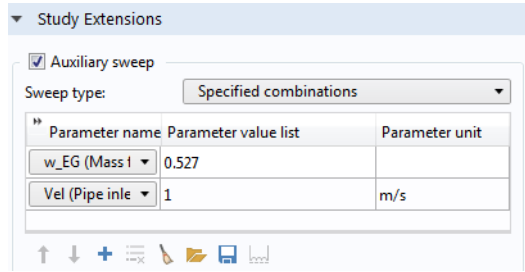 Study Extensions
Auxiliary sweep
Sweep type: Specified combinations
Parameter name Parameter value list Parameter unit
w_EG (Mass f 0.527
Vel (Pipe inle 1 m/s